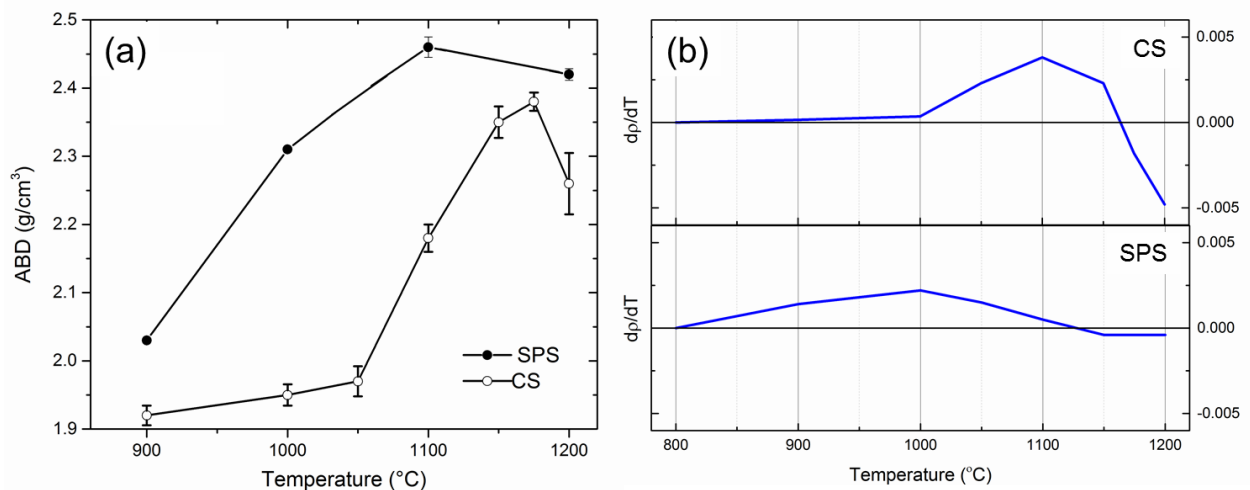 (a)
2.5
2.4
2.3
2.2
2.1
2.0
1.9
ABD (g/cm³)
SPS
CS
900
1000
1100
1200
Temperature (°C)
(b)
CS
dρ/dT
0.005
0.000
-0.005
SPS
dρ/dT
0.005
0.000
-0.005
800
900
1000
1100
1200
Temperature (°C)